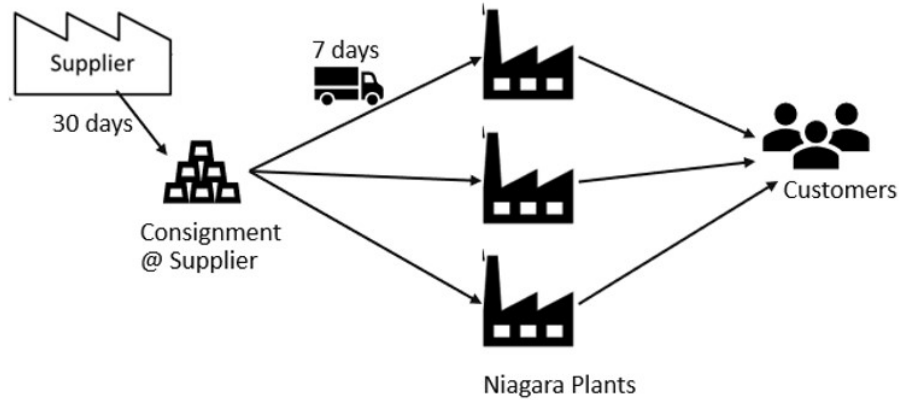 Supplier
30 days
7 days
Consignment
@ Supplier
Customers
Niagara Plants